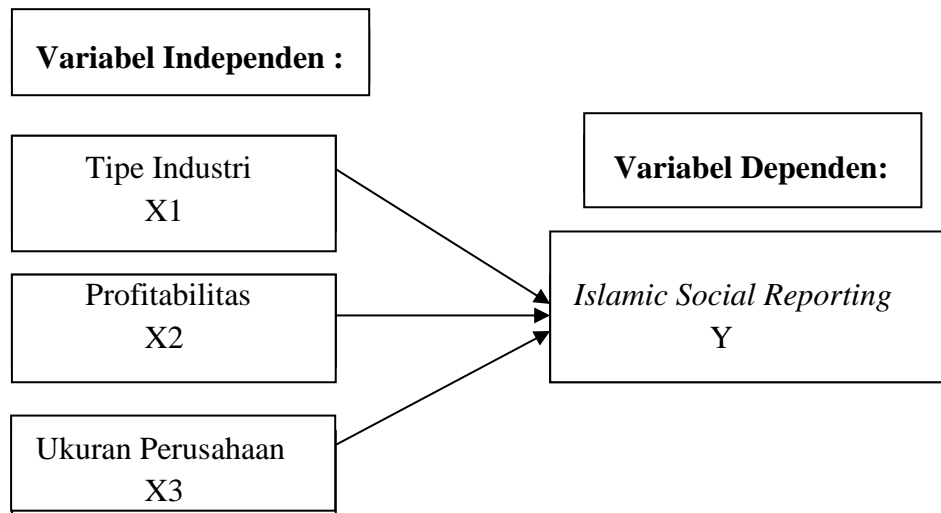 Variabel Independen :
Tipe Industri
X1
Profitabilitas
X2
Ukuran Perusahaan
X3
Variabel Dependen:
Islamic Social Reporting
Y